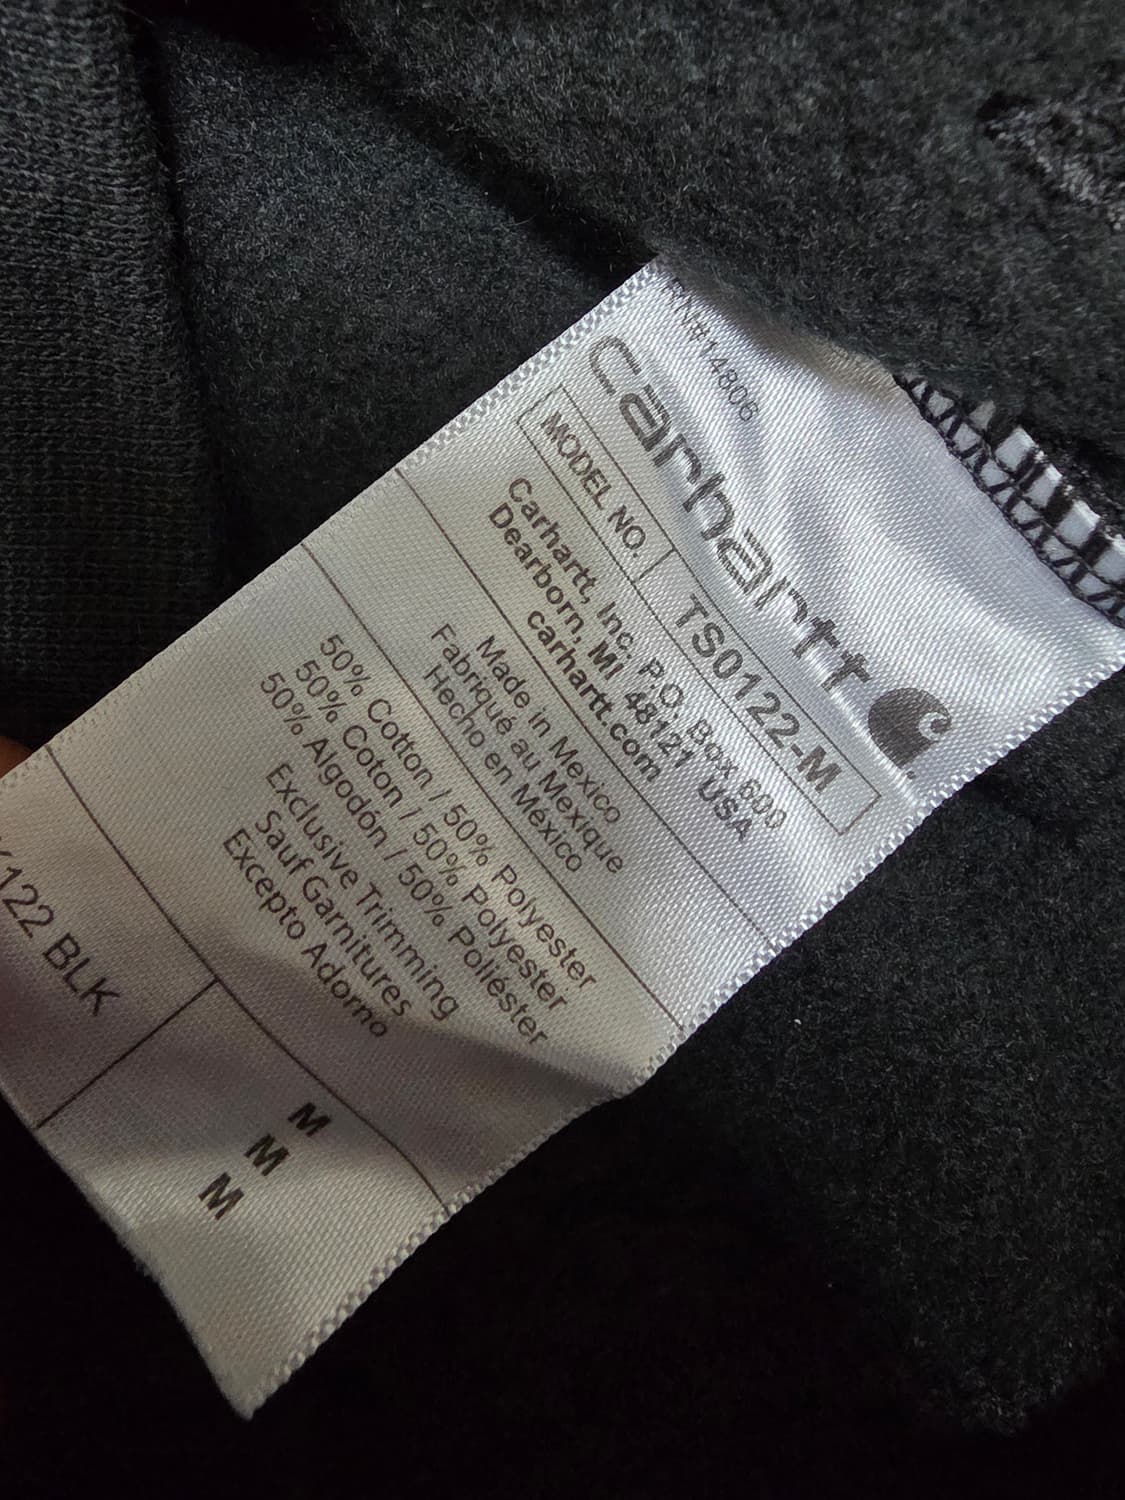 RN#14806
carhartt
MODEL NO. TS0122-M
Carhartt, Inc. P.O. Box 600
Dearborn, MI 48121 USA
carhartt.com
Made in Mexico
Fabriqué au Mexique
Hecho en México
50% Cotton / 50% Polyester
50% Coton / 50% Polyester
50% Algodón / 50% Poliéster
Exclusive Trimming
Sauf Garnitures
Excepto Adorno
122 BLK
M
M
M